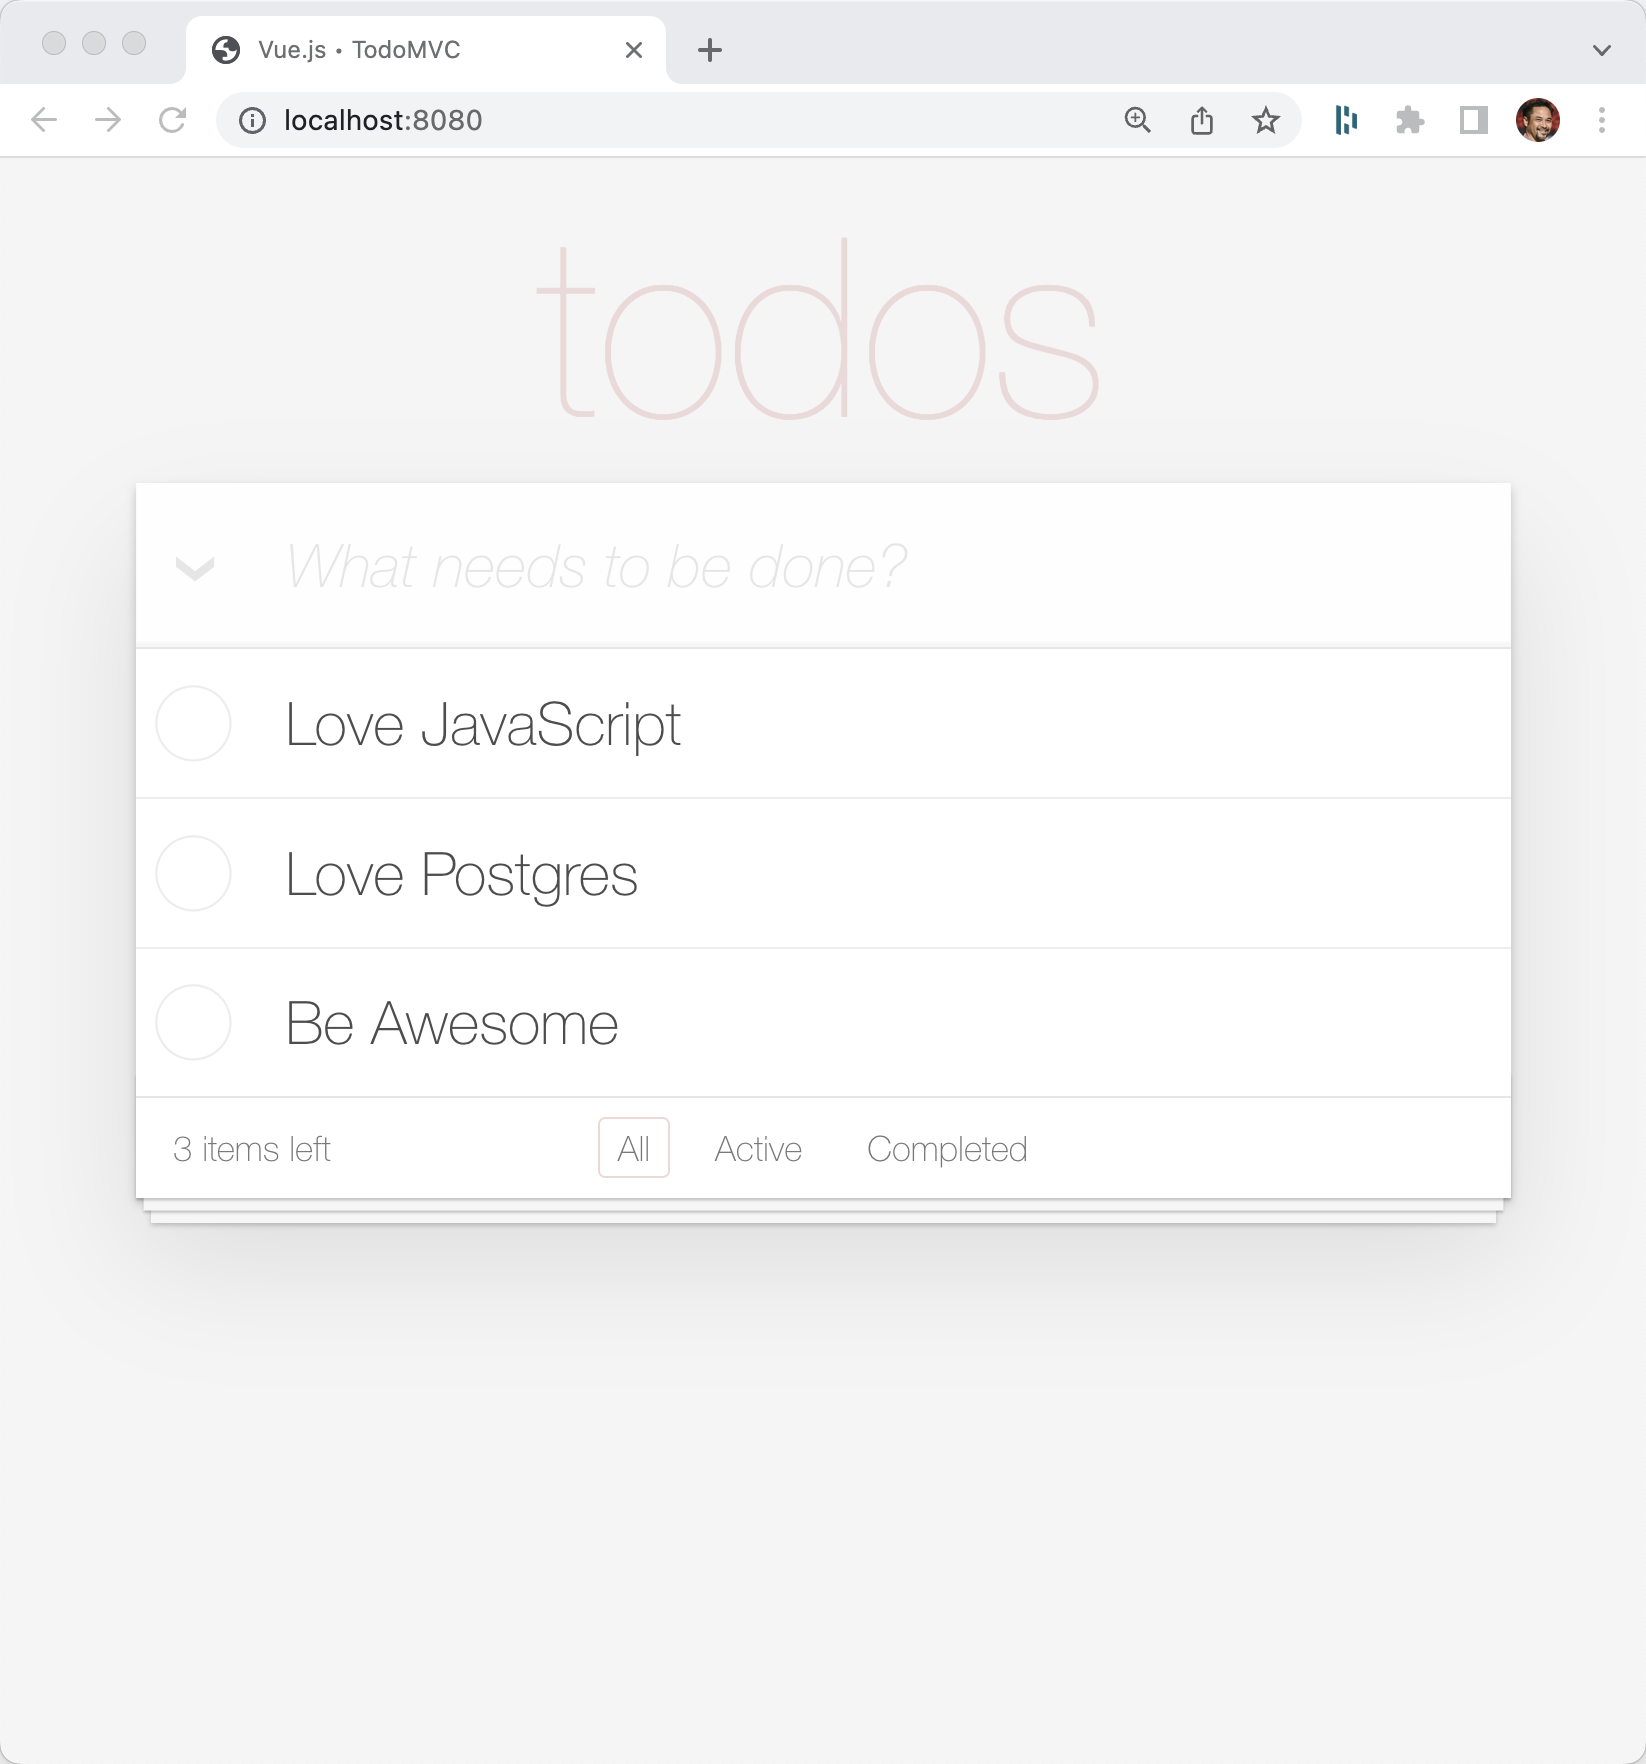 Vue.js • TodoMVC
localhost:8080
todos
What needs to be done?
Love JavaScript
Love Postgres
Be Awesome
3 items left All Active Completed